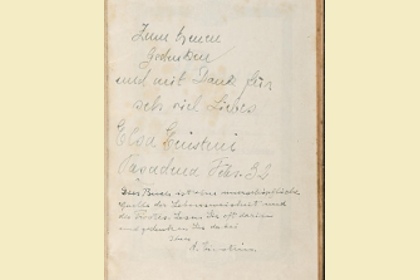 Zum treuen
Gedenken
und mit Dank für
sehr viel Liebes
Elsa Einstein
Pasadena Febr. 32
Dies Buch ist eine unerschöpfliche
Quelle der Lebensweisheit und
des Trostes. Lesen Sie oft darin
und gedenken Sie dabei
Ihres
A. Einstein.